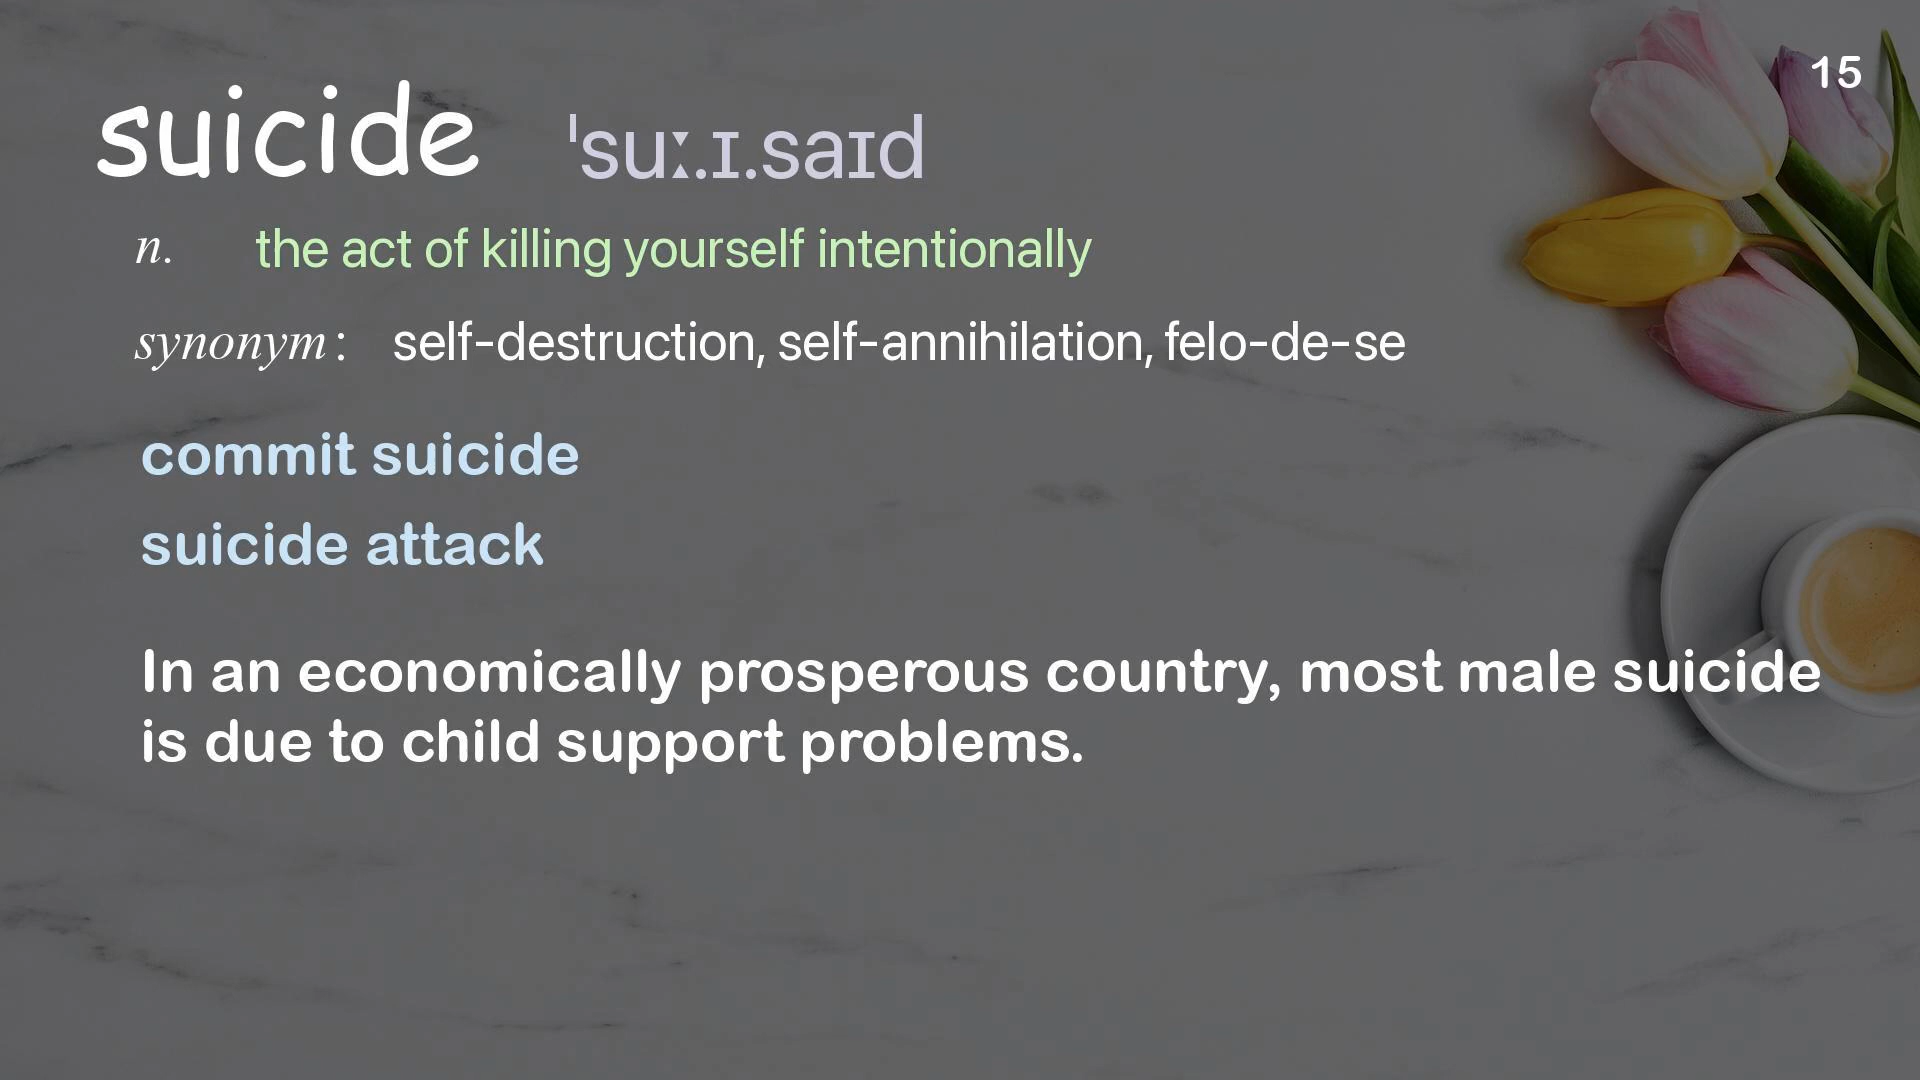 15
suicide ˈsuː.ɪ.saɪd
n. the act of killing yourself intentionally
synonym : self-destruction, self-annihilation, felo-de-se
commit suicide
suicide attack
In an economically prosperous country, most male suicide
is due to child support problems.